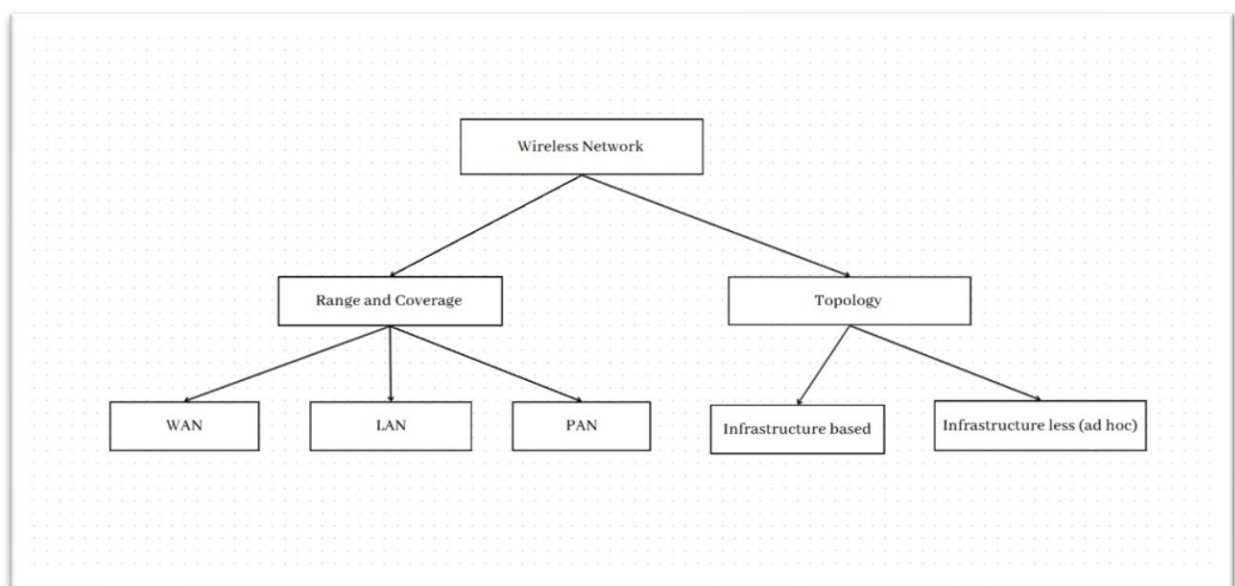 Wireless Network
Range and Coverage
Topology
WAN
LAN
PAN
Infrastructure based
Infrastructure less (ad hoc)